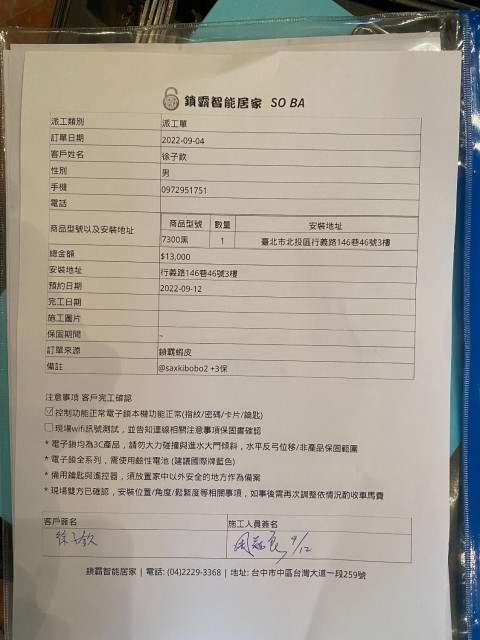 鎖霸智能居家 SO BA
派工類別 派工單
訂單日期 2022-09-04
客戶姓名 徐子欽
性別 男
手機 0972951751
電話
商品型號以及安裝地址
商品型號 數量 安裝地址
7300黑 1 臺北市北投區行義路146巷46號3樓
總金額 $13,000
安裝地址 行義路146巷46號3樓
預約日期 2022-09-12
完工日期
施工圖片
保固期間 ~
訂單來源 鎖霸蝦皮
備註 @saxkibobo2 +3保
注意事項 客戶完工確認
控制功能正常電子鎖本機功能正常(指紋/密碼/卡片/鑰匙)
現場wifi訊號測試，並告知連線相關注意事項保固書確認
* 電子鎖均為3C產品，請勿大力碰撞與進水大門傾斜，水平反弓位移/非產品保固範圍
* 電子鎖全系列，需使用鹼性電池 (建議國際牌藍色)
* 備用鑰匙與遙控器，須放置家中以外安全的地方作為備案
* 現場雙方已確認，安裝位置/角度/鬆緊度等相關事項，如事後需再次調整依情況酌收車馬費
客戶簽名 施工人員簽名
徐子欽 9/12
鎖霸智能居家 | 電話: (04)2229-3368 | 地址: 台中市中區台灣大道一段259號